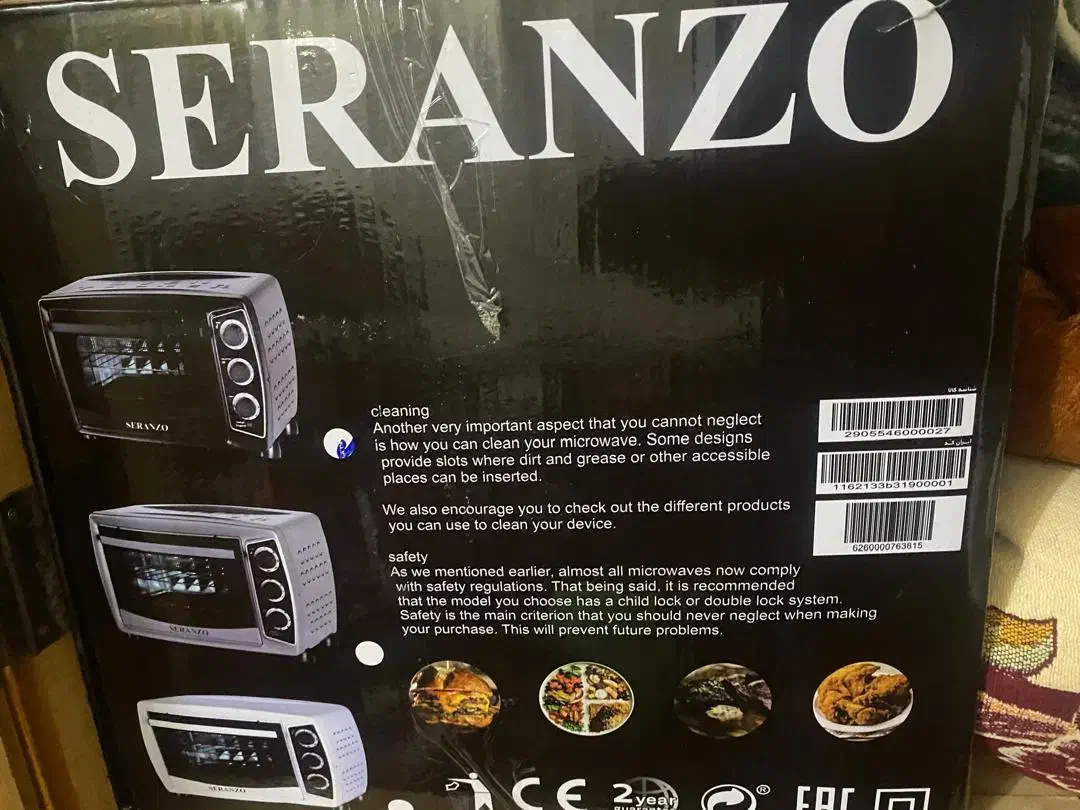 SERANZO
SERANZO
SERANZO
SERANZO
cleaning
Another very important aspect that you cannot neglect
is how you can clean your microwave. Some designs
provide slots where dirt and grease or other accessible
places can be inserted.
We also encourage you to check out the different products
you can use to clean your device.
safety
As we mentioned earlier, almost all microwaves now comply
with safety regulations. That being said, it is recommended
that the model you choose has a child lock or double lock system.
Safety is the main criterion that you should never neglect when making
your purchase. This will prevent future problems.
شناسه کالا
2905546000027
ایران کد
1162133b31900001
6260000763815
CE
2 year
guarantee
®
EAC